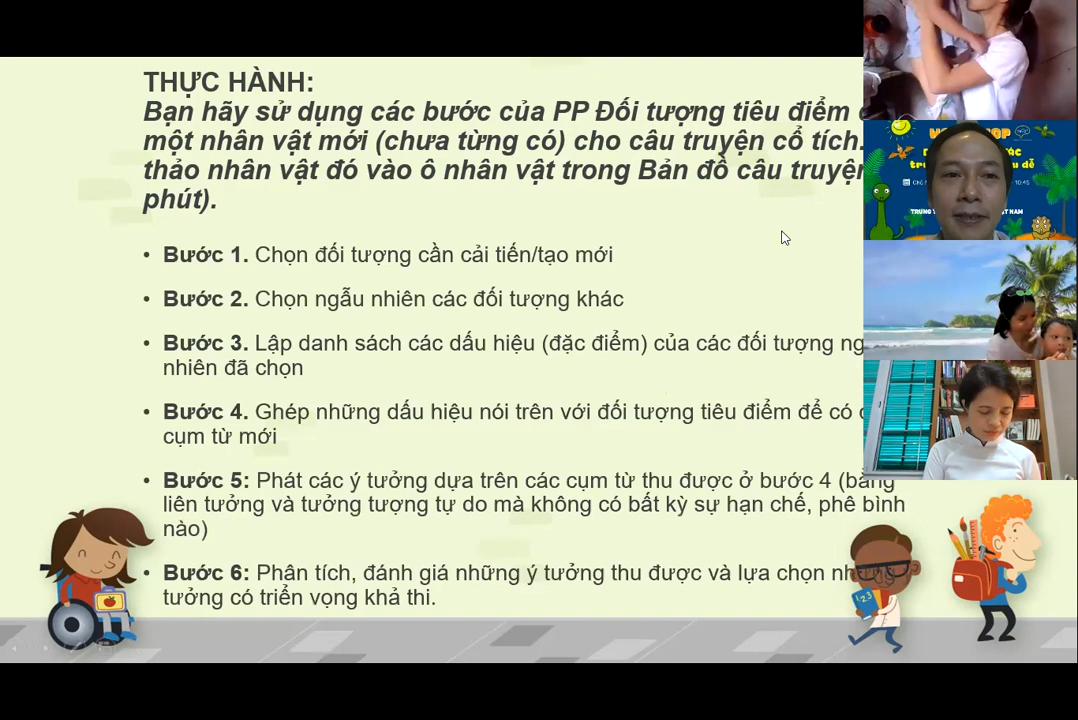 THỰC HÀNH:
Bạn hãy sử dụng các bước của PP Đối tượng tiêu điểm
một nhân vật mới (chưa từng có) cho câu truyện cổ tích.
thảo nhân vật đó vào ô nhân vật trong Bản đồ câu truyện
phút).
• Bước 1. Chọn đối tượng cần cải tiến/tạo mới
• Bước 2. Chọn ngẫu nhiên các đối tượng khác
• Bước 3. Lập danh sách các dấu hiệu (đặc điểm) của các đối tượng
nhiên đã chọn
• Bước 4. Ghép những dấu hiệu nói trên với đối tượng tiêu điểm để có
cụm từ mới
• Bước 5: Phát các ý tưởng dựa trên các cụm từ thu được ở bước 4 (bằng
liên tưởng và tưởng tượng tự do mà không có bất kỳ sự hạn chế, phê bình
nào)
• Bước 6: Phân tích, đánh giá những ý tưởng thu được và lựa chọn những
tưởng có triển vọng khả thi.
1 2 3